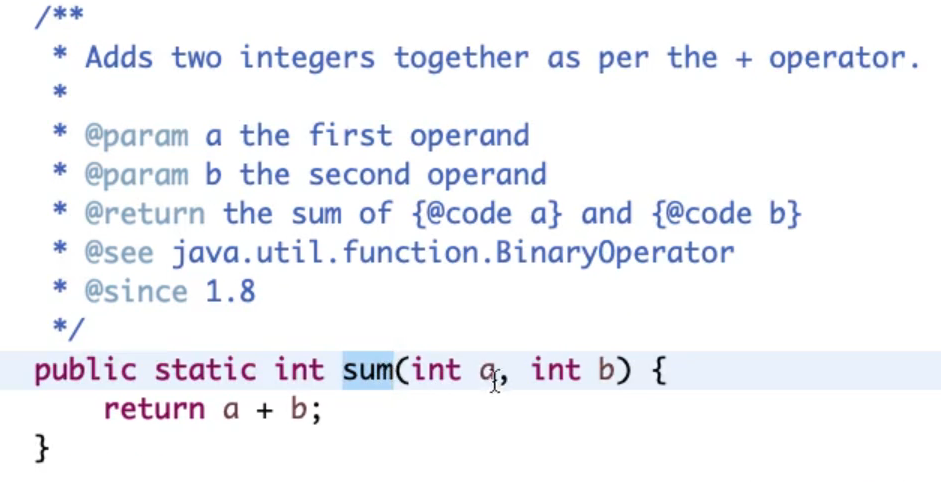 /**
 * Adds two integers together as per the + operator.
 *
 * @param a the first operand
 * @param b the second operand
 * @return the sum of {@code a} and {@code b}
 * @see java.util.function.BinaryOperator
 * @since 1.8
 */
public static int sum(int a, int b) {
    return a + b;
}